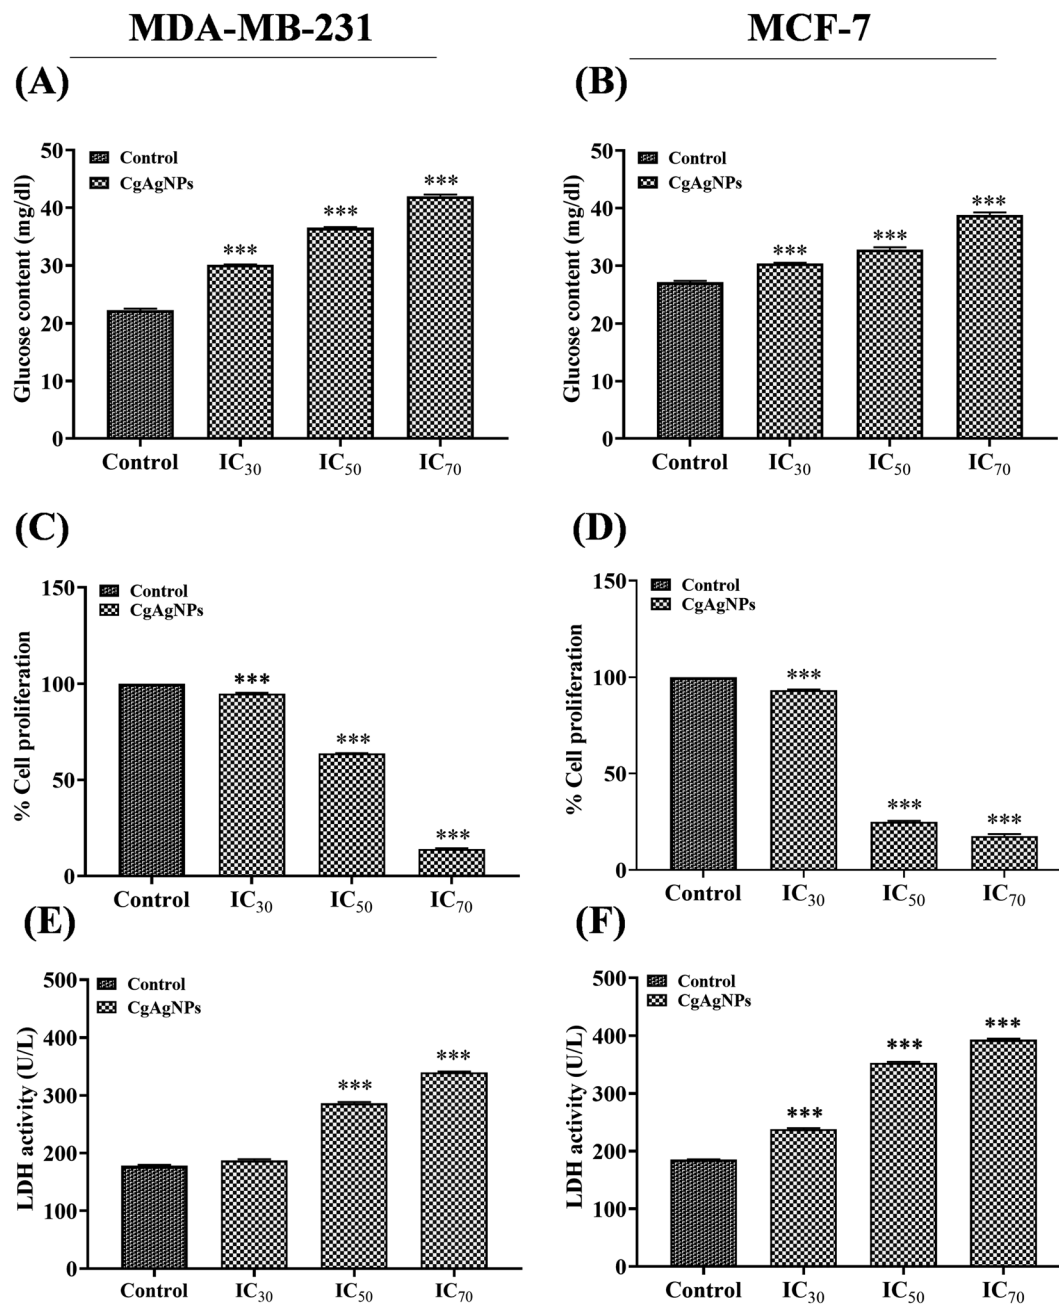 MDA-MB-231
MCF-7
(A)
(B)
Glucose content (mg/dl)
50
40
30
20
10
0
Control
CgAgNPs
***
***
***
Control IC30 IC50 IC70
Glucose content (mg/dl)
50
40
30
20
10
0
Control
CgAgNPs
***
***
***
Control IC30 IC50 IC70
(C)
(D)
% Cell proliferation
150
100
50
0
Control
CgAgNPs
***
***
***
Control IC30 IC50 IC70
% Cell proliferation
150
100
50
0
Control
CgAgNPs
***
***
***
Control IC30 IC50 IC70
(E)
(F)
LDH activity (U/L)
500
400
300
200
100
0
Control
CgAgNPs
***
***
Control IC30 IC50 IC70
LDH activity (U/L)
500
400
300
200
100
0
Control
CgAgNPs
***
***
***
Control IC30 IC50 IC70